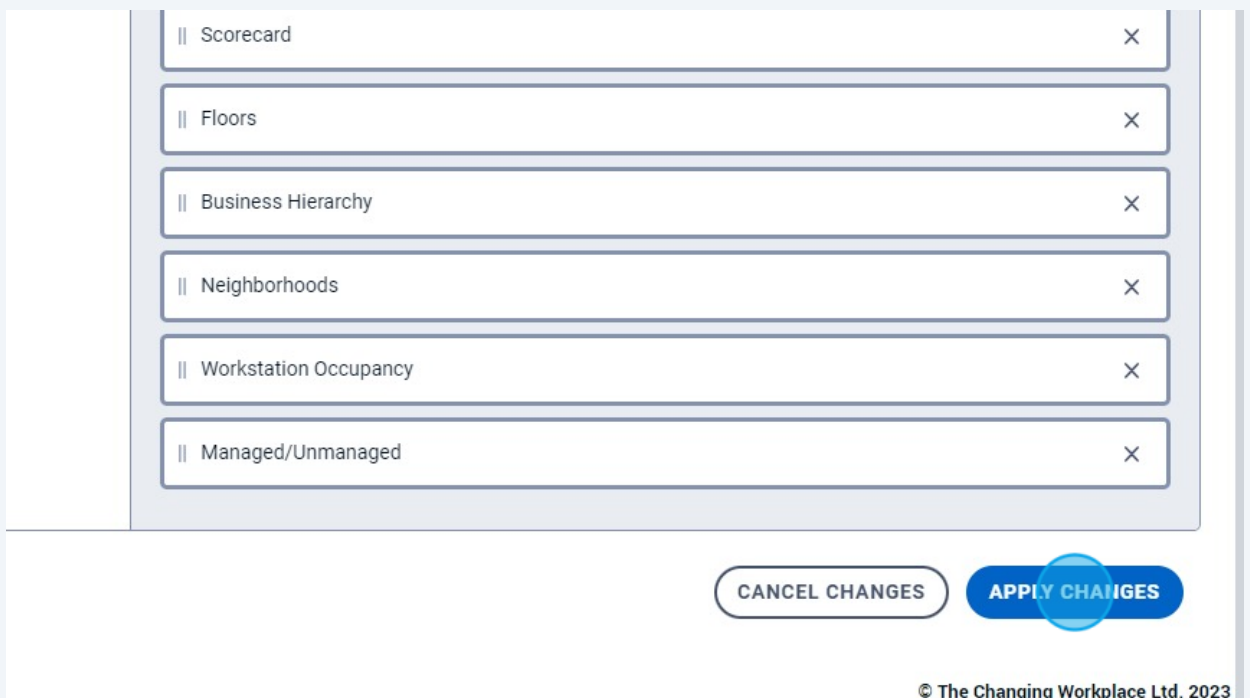 Scorecard
Floors
Business Hierarchy
Neighborhoods
Workstation Occupancy
Managed/Unmanaged
CANCEL CHANGES
APPLY CHANGES
© The Changing Workplace Ltd. 2023